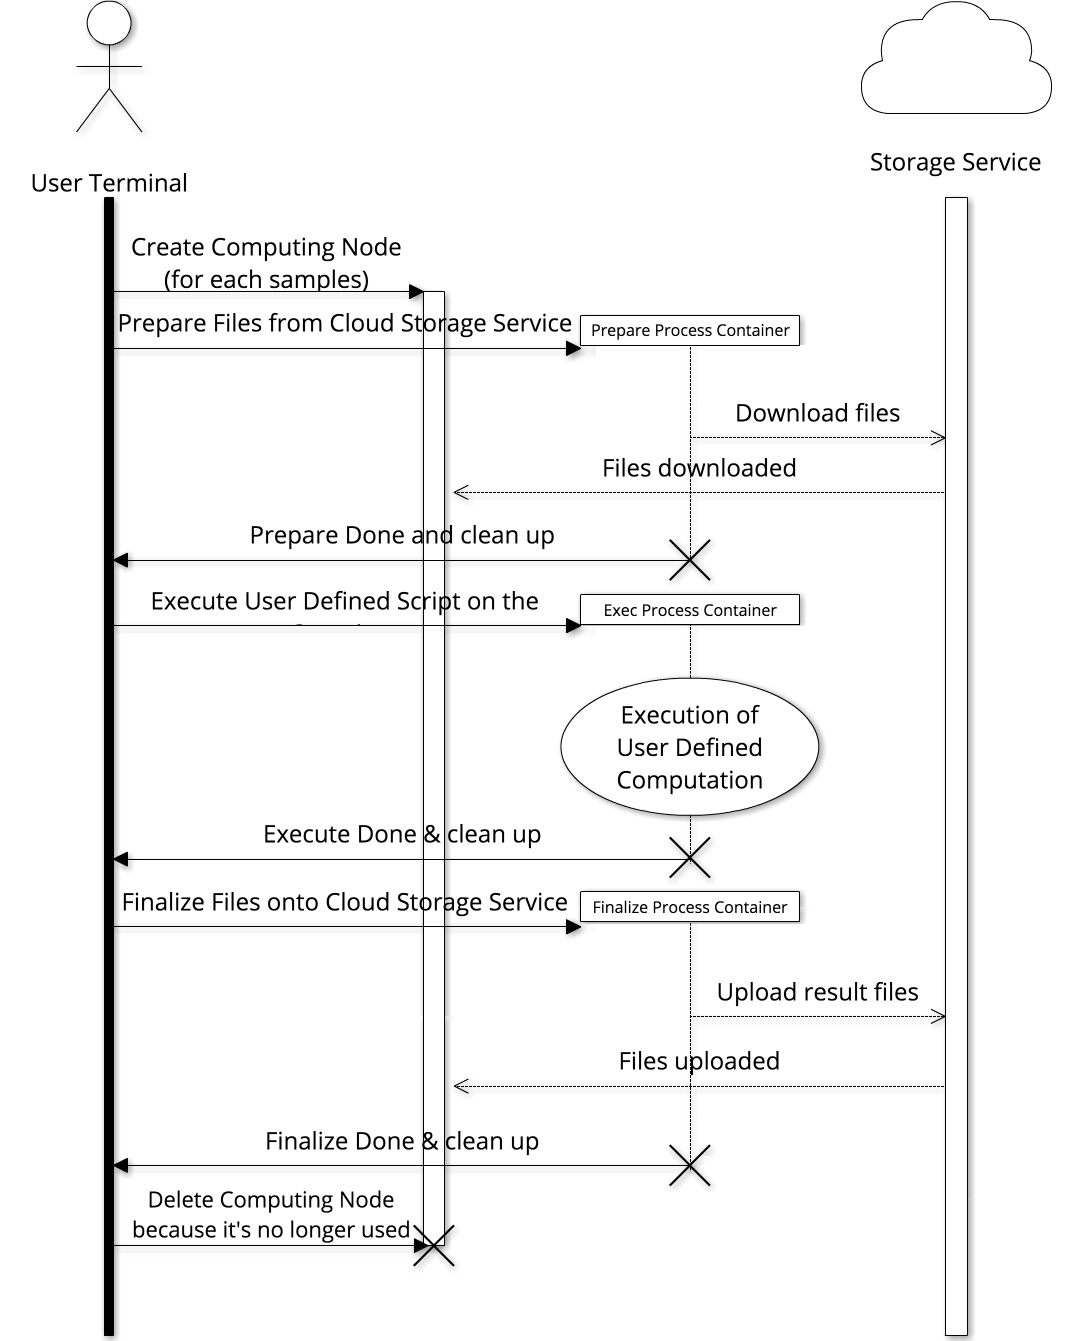 User Terminal
Storage Service
Create Computing Node
(for each samples)
Prepare Files from Cloud Storage Service
Prepare Process Container
Download files
Files downloaded
Prepare Done and clean up
Execute User Defined Script on the
Exec Process Container
Execution of
User Defined
Computation
Execute Done & clean up
Finalize Files onto Cloud Storage Service
Finalize Process Container
Upload result files
Files uploaded
Finalize Done & clean up
Delete Computing Node
because it's no longer used